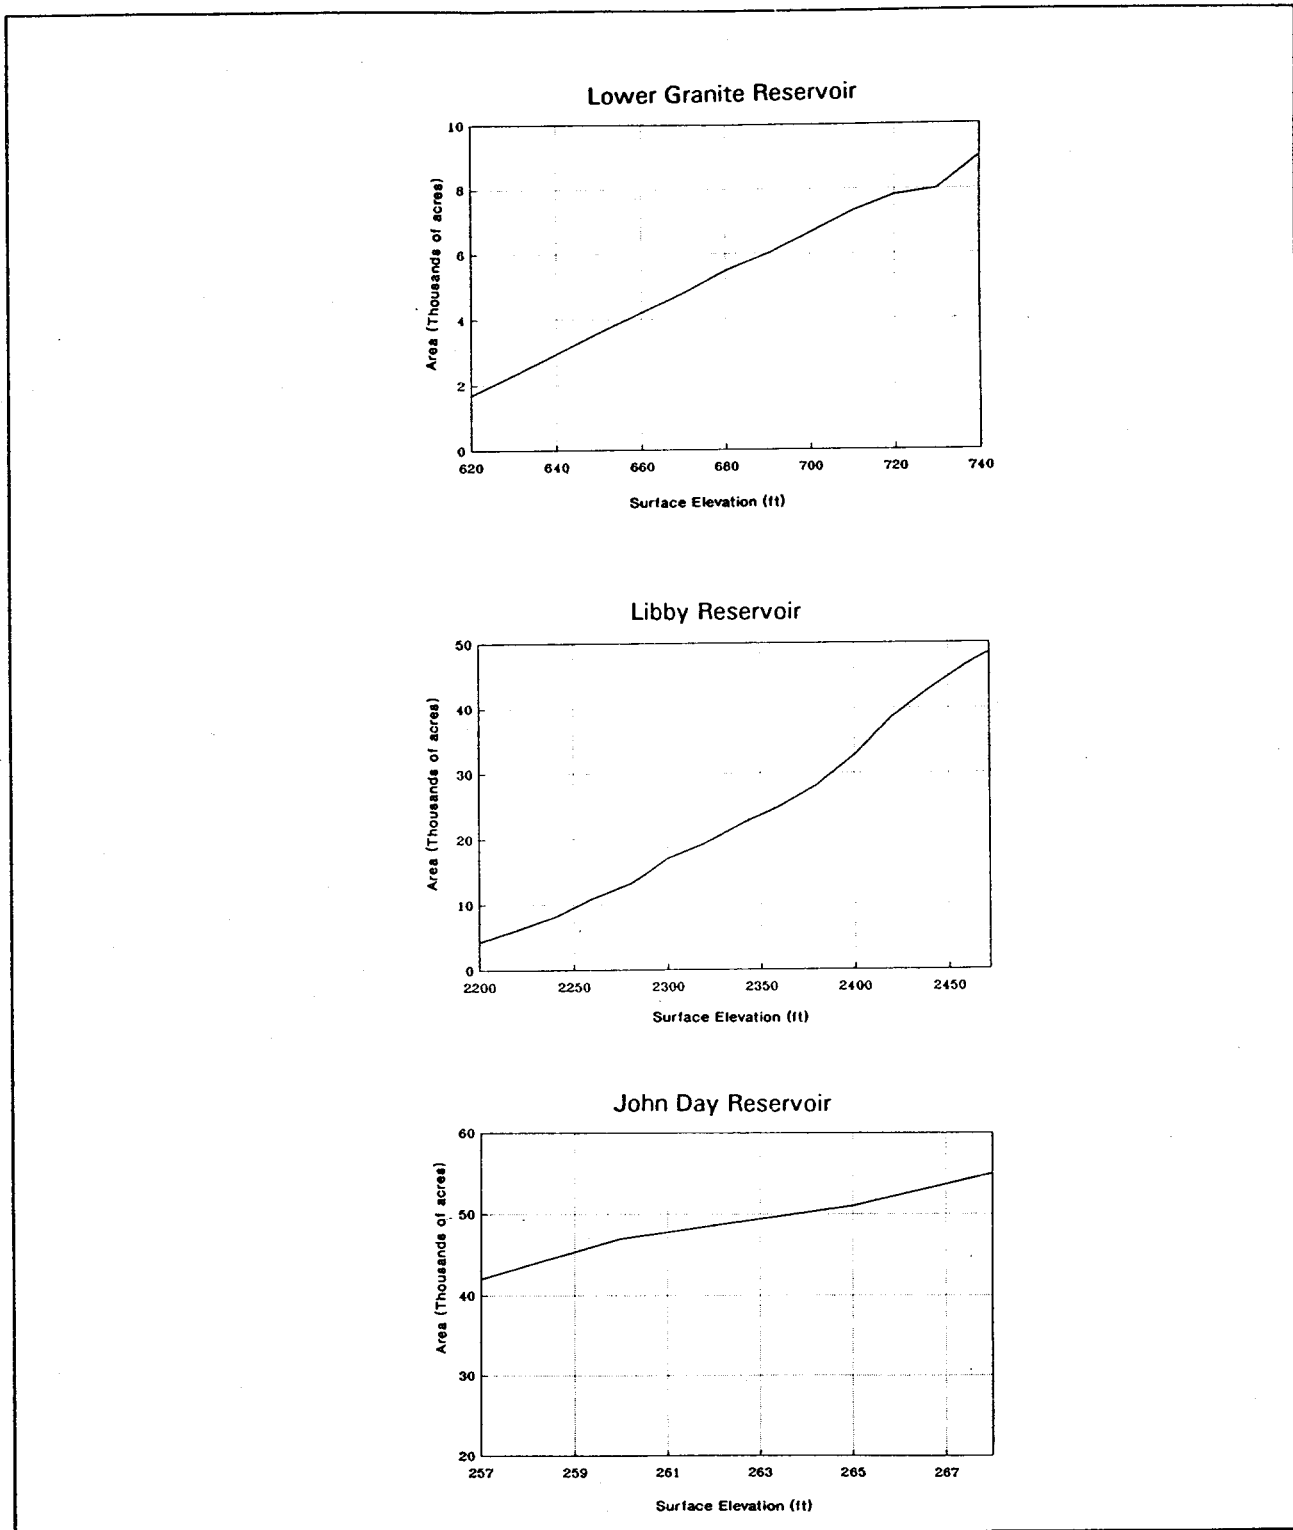 Lower Granite Reservoir
Area (Thousands of acres)
10
8
6
4
2
0
620 640 660 680 700 720 740
Surface Elevation (ft)
Libby Reservoir
Area (Thousands of acres)
50
40
30
20
10
0
2200 2250 2300 2350 2400 2450
Surface Elevation (ft)
John Day Reservoir
Area (Thousands of acres)
60
50
40
30
20
257 259 261 263 265 267
Surface Elevation (ft)